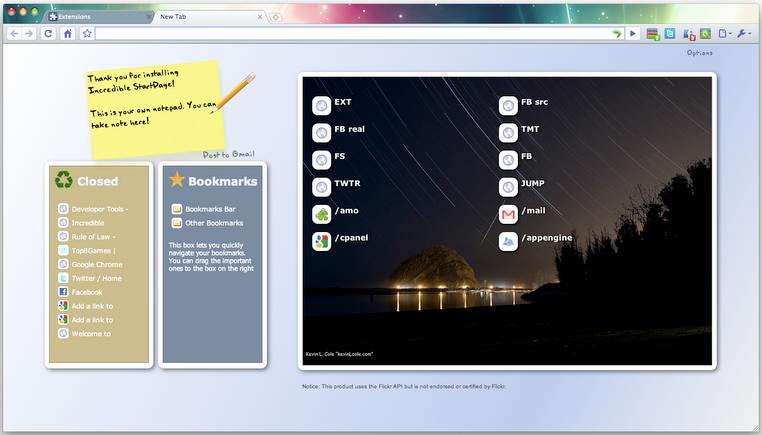 Extensions
New Tab
Options
Thank you for installing
Incredible StartPage!
This is your own notepad. You can
take note here!
Post to Gmail
Closed
Developer Tools -
Incredible
Rule of Law -
Top8Games |
Google Chrome
Twitter / Home
Facebook
Add a link to
Add a link to
Welcome to
Bookmarks
Bookmarks Bar
Other Bookmarks
This box lets you quickly
navigate your bookmarks.
You can drag the important
ones to the box on the right
EXT
FB src
FB real
TMT
FS
FB
TWTR
JUMP
/amo
/mail
/cpanel
/appengine
Kevin L. Cole "kevinLcole.com"
Notice: This product uses the Flickr API but is not endorsed or certified by Flickr.